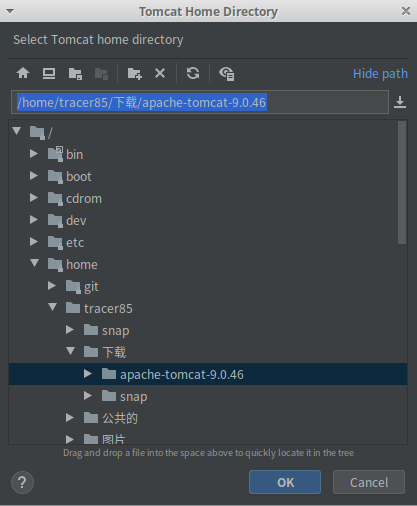 Tomcat Home Directory
Select Tomcat home directory
Hide path
/home/tracer85/下载/apache-tomcat-9.0.46
/
bin
boot
cdrom
dev
etc
home
git
tracer85
snap
下载
apache-tomcat-9.0.46
snap
公共的
图片
Drag and drop a file into the space above to quickly locate it in the tree
?
OK
Cancel